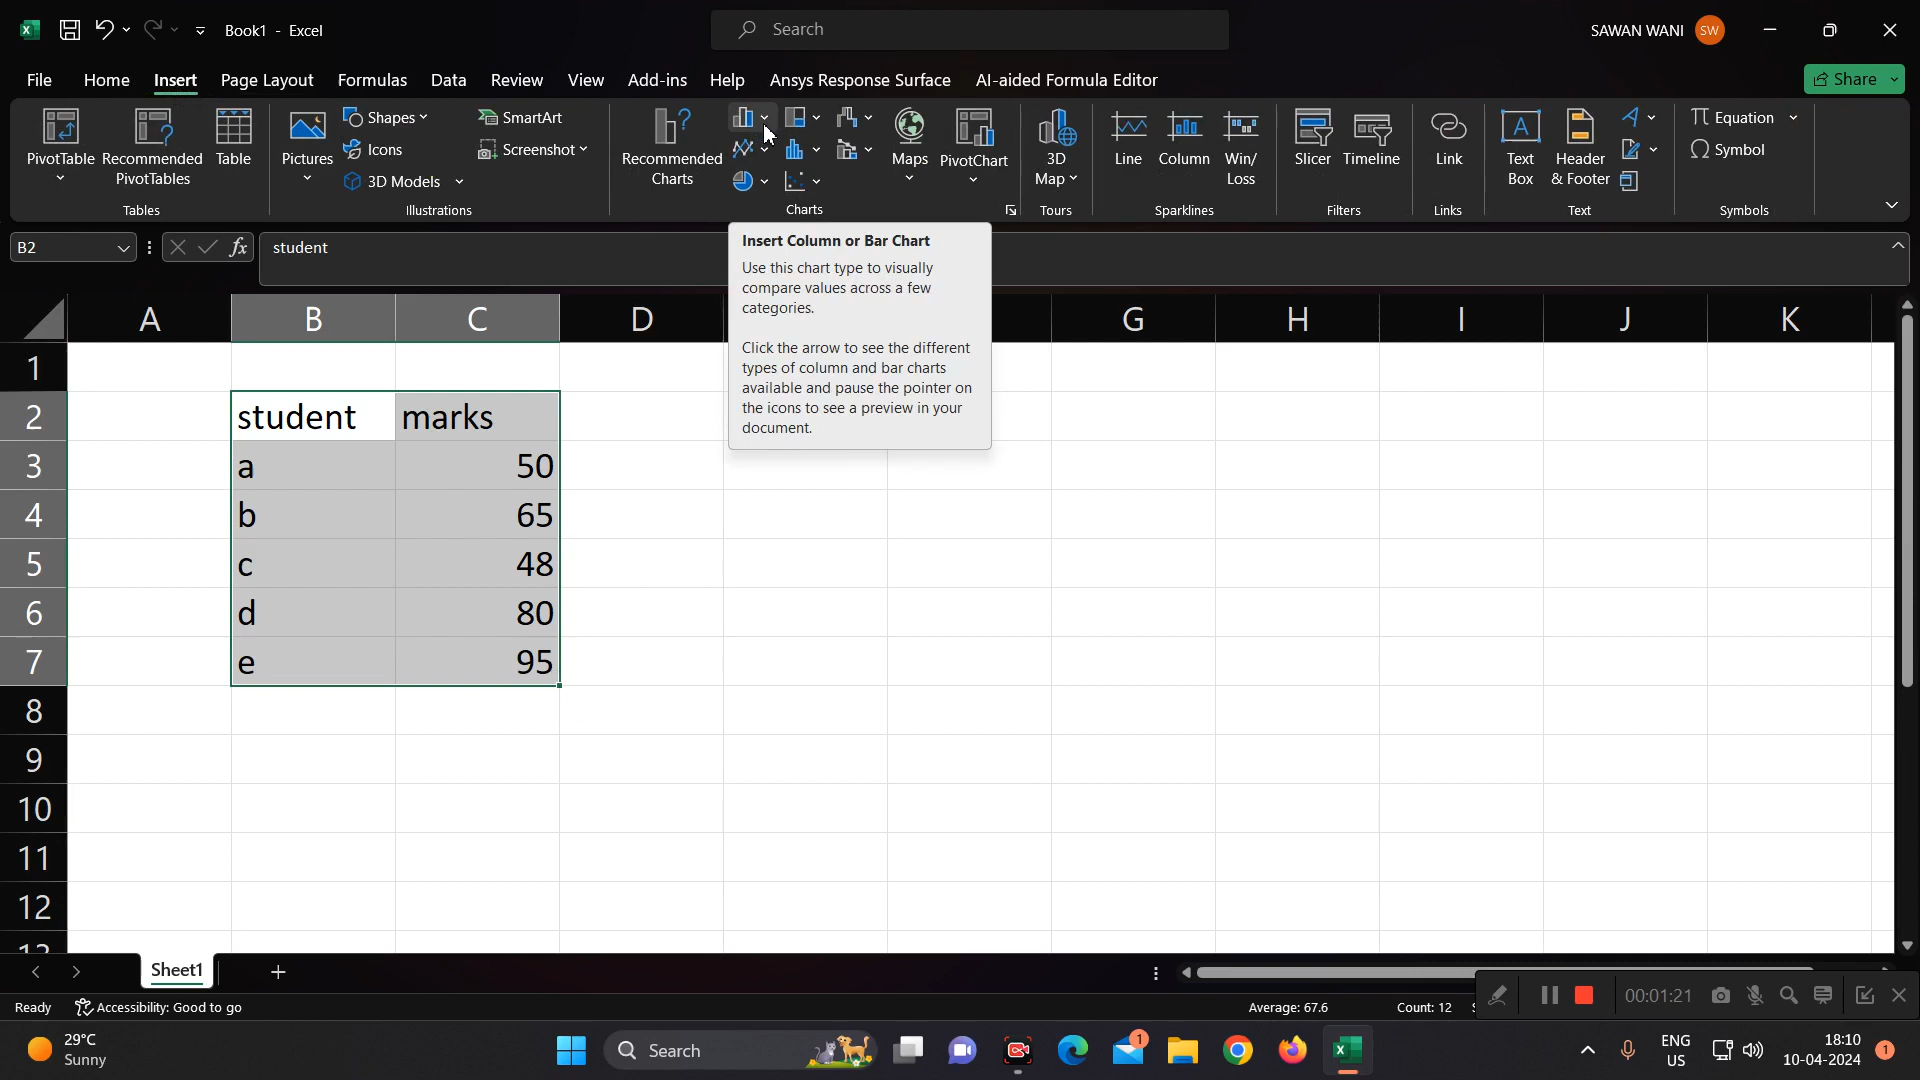 Book1 - Excel
Search
SAWAN WANI SW
File Home Insert Page Layout Formulas Data Review View Add-ins Help Ansys Response Surface AI-aided Formula Editor
Share
PivotTable
Recommended
PivotTables
Table
Tables
Pictures
Shapes
Icons
3D Models
SmartArt
Screenshot
Illustrations
Recommended
Charts
Maps
PivotChart
Charts
3D
Map
Tours
Line
Column
Win/
Loss
Sparklines
Slicer
Timeline
Filters
Link
Links
Text
Box
Header
& Footer
Text
Equation
Symbol
Symbols
B2
fx
student
Insert Column or Bar Chart
Use this chart type to visually
compare values across a few
categories.
Click the arrow to see the different
types of column and bar charts
available and pause the pointer on
the icons to see a preview in your
document.
A B C D G H I J K
1
2 student marks
3 a 50
4 b 65
5 c 48
6 d 80
7 e 95
8
9
10
11
12
Sheet1
Ready
Accessibility: Good to go
Average: 67.6
Count: 12
00:01:21
29°C
Sunny
Search
1
ENG
US
18:10
10-04-2024
1